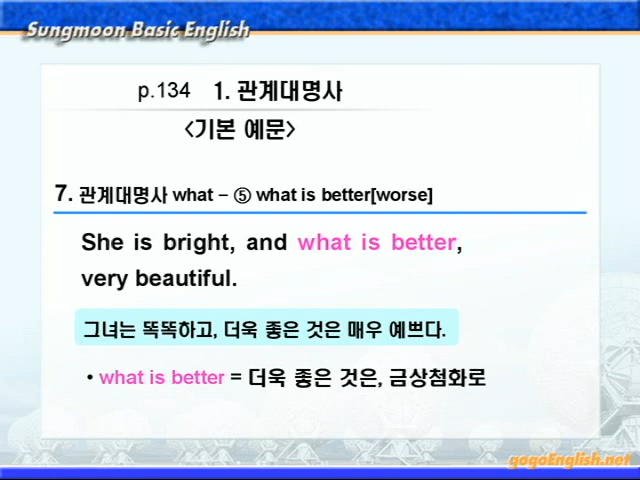 Sungmoon Basic English
p.134 1. 관계대명사
<기본 예문>
7. 관계대명사 what – ⑤ what is better[worse]
She is bright, and what is better,
very beautiful.
그녀는 똑똑하고, 더욱 좋은 것은 매우 예쁘다.
• what is better = 더욱 좋은 것은, 금상첨화로
gogoEnglish.net